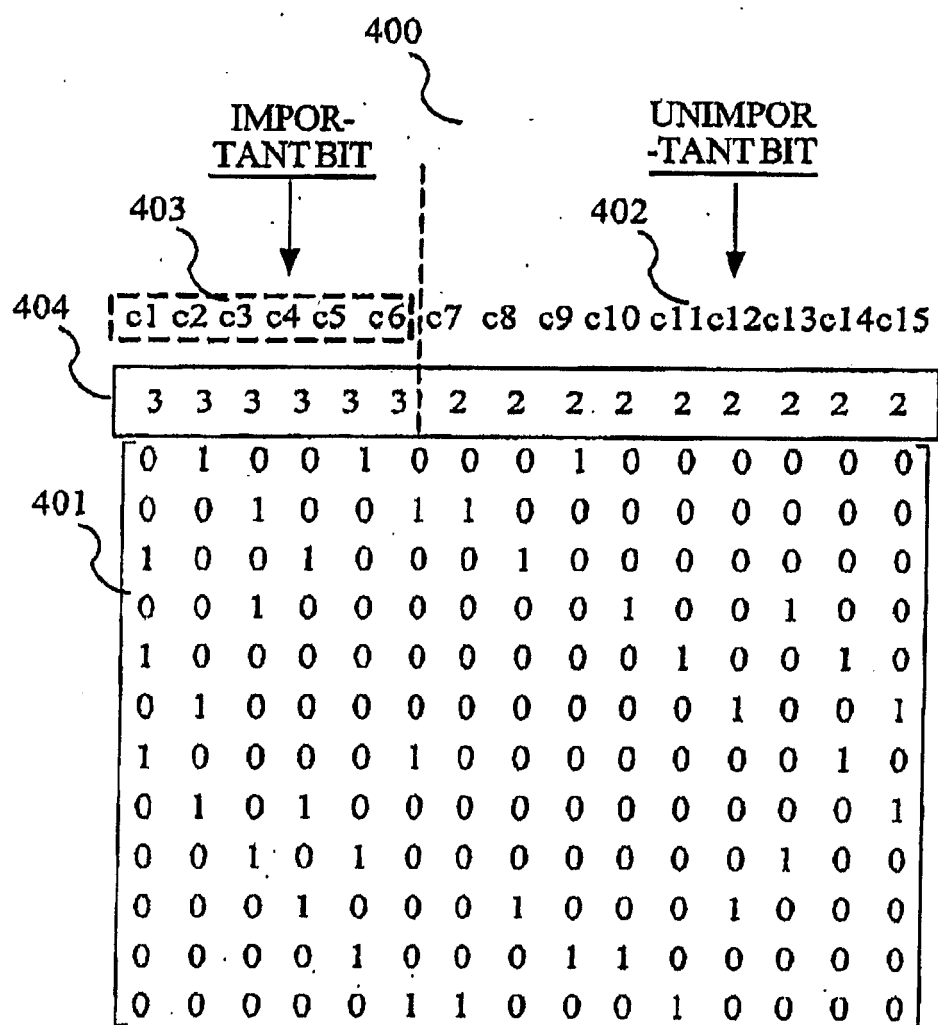 400
IMPOR-
TANT BIT
UNIMPOR
-TANT BIT
403
402
404
c1 c2 c3 c4 c5 c6 c7 c8 c9 c10 c11 c12 c13 c14 c15
3 3 3 3 3 3 2 2 2 2 2 2 2 2 2
401
0 1 0 0 1 0 0 0 1 0 0 0 0 0 0
0 0 1 0 0 1 1 0 0 0 0 0 0 0 0
1 0 0 1 0 0 0 1 0 0 0 0 0 0 0
0 0 1 0 0 0 0 0 0 1 0 0 1 0 0
1 0 0 0 0 0 0 0 0 0 1 0 0 1 0
0 1 0 0 0 0 0 0 0 0 0 1 0 0 1
1 0 0 0 0 1 0 0 0 0 0 0 0 1 0
0 1 0 1 0 0 0 0 0 0 0 0 0 0 1
0 0 1 0 1 0 0 0 0 0 0 0 1 0 0
0 0 0 1 0 0 0 1 0 0 0 1 0 0 0
0 0 0 0 1 0 0 0 1 1 0 0 0 0 0
0 0 0 0 0 1 1 0 0 0 1 0 0 0 0